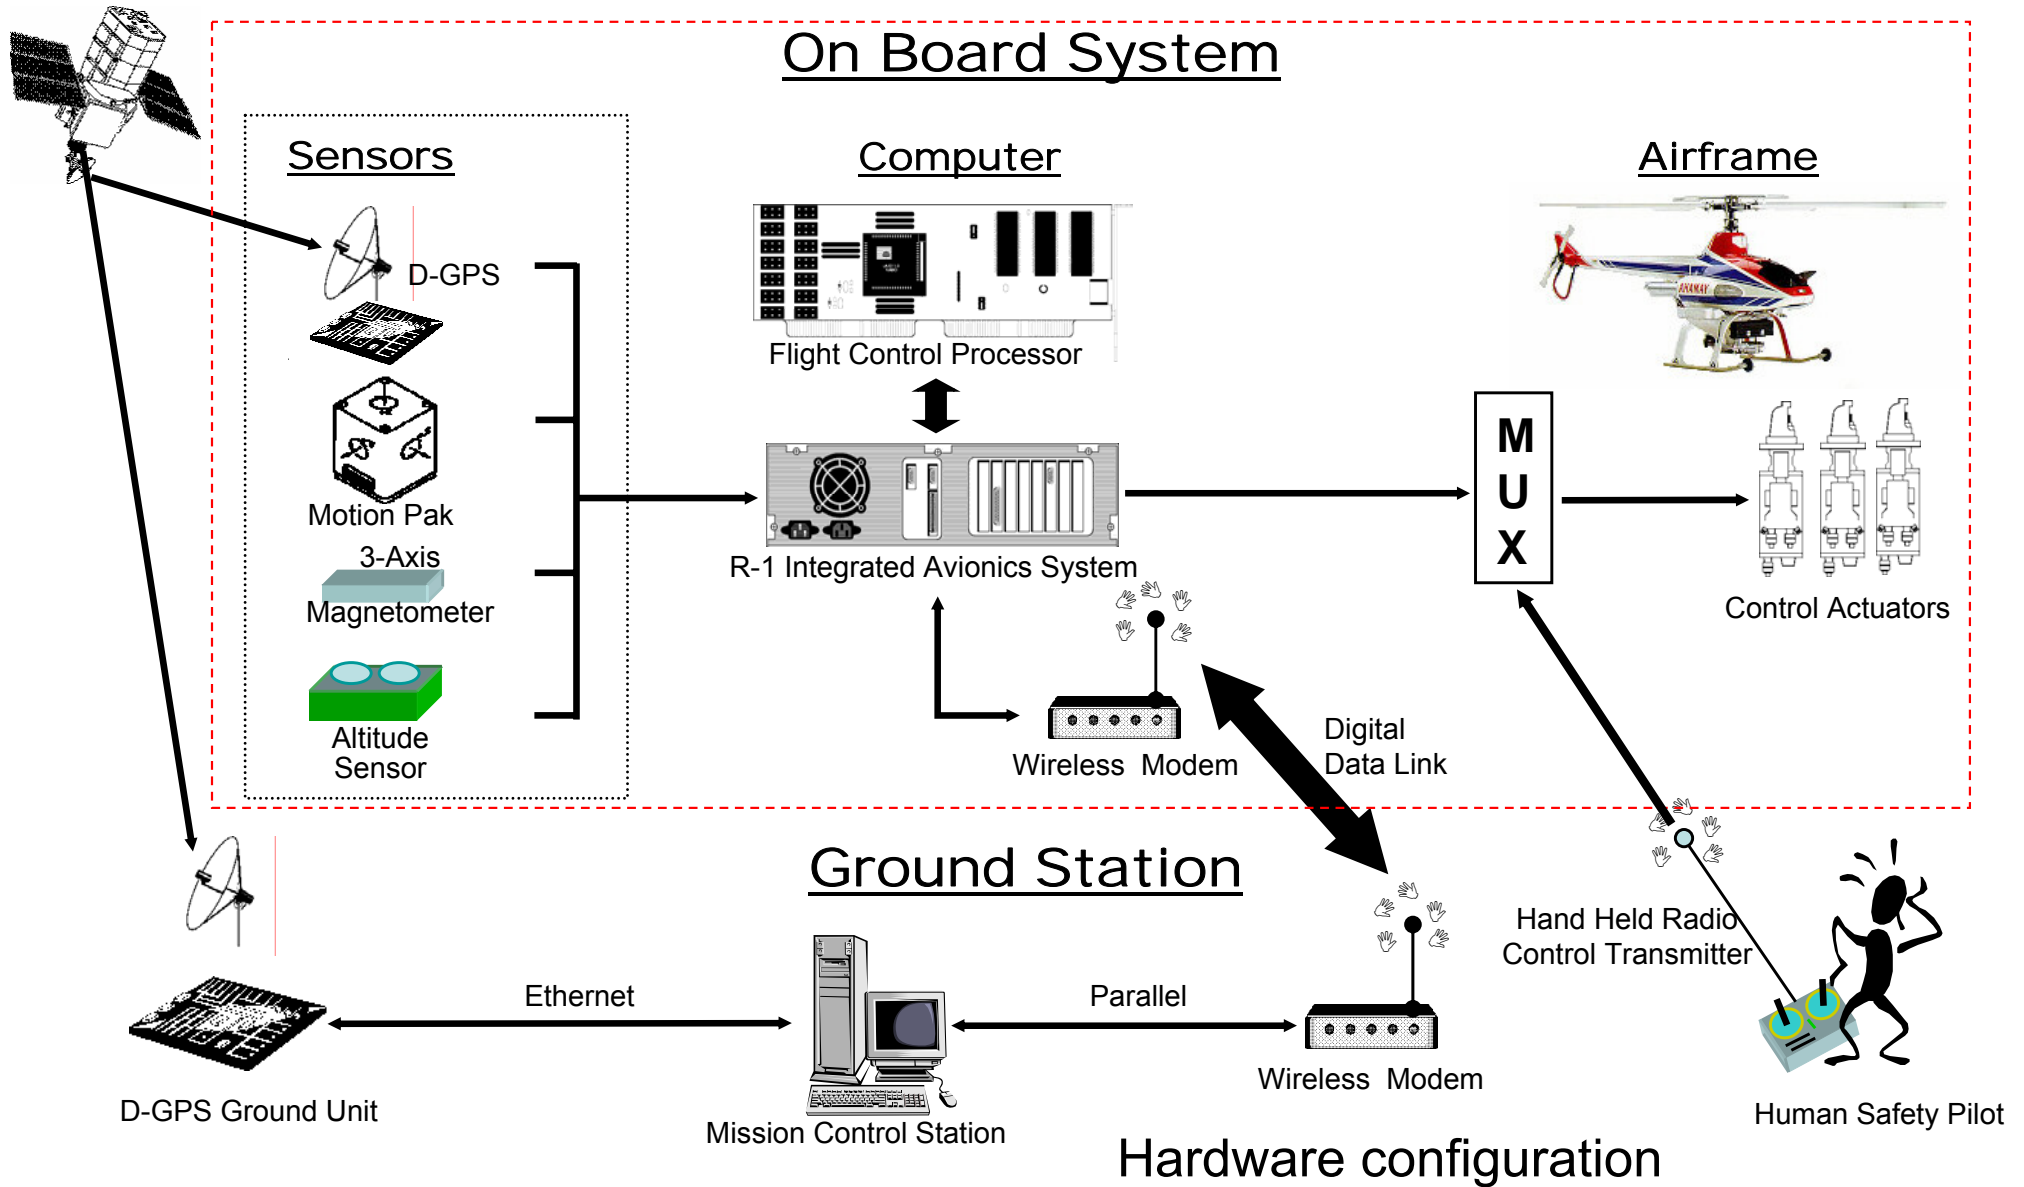 On Board System
Sensors
Computer
Airframe
D-GPS
Flight Control Processor
Motion Pak
3-Axis
Magnetometer
Altitude
Sensor
R-1 Integrated Avionics System
M
U
X
Control Actuators
Wireless Modem
Digital
Data Link
Ground Station
Hand Held Radio
Control Transmitter
Ethernet
Parallel
D-GPS Ground Unit
Mission Control Station
Wireless Modem
Human Safety Pilot
Hardware configuration